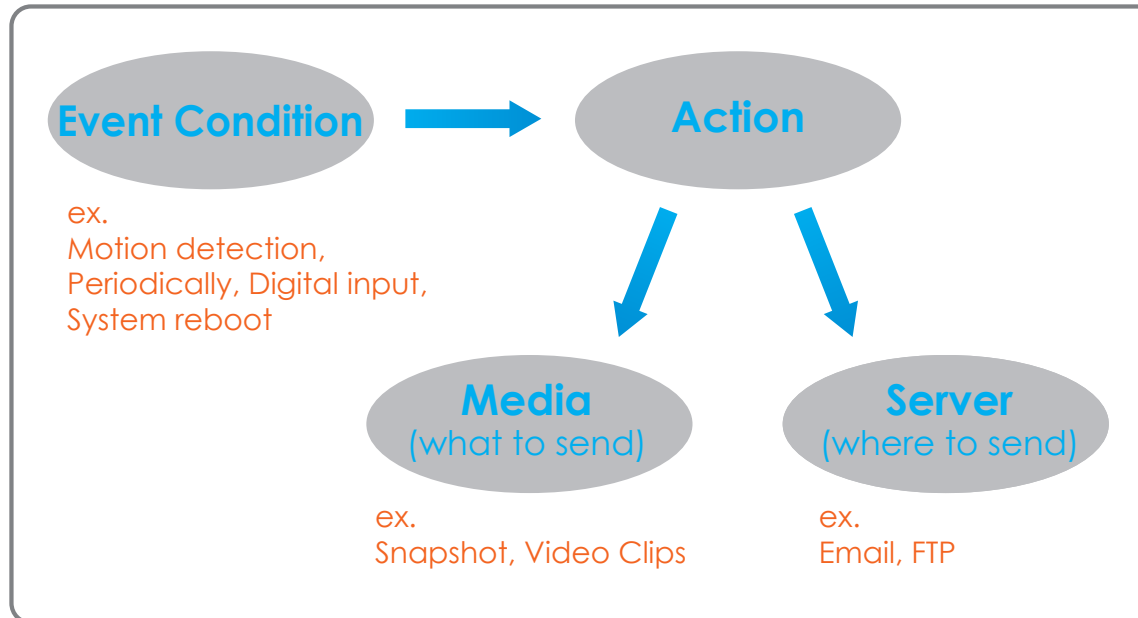 Event Condition
Action
ex.
Motion detection,
Periodically, Digital input,
System reboot
Media
(what to send)
ex.
Snapshot, Video Clips
Server
(where to send)
ex.
Email, FTP